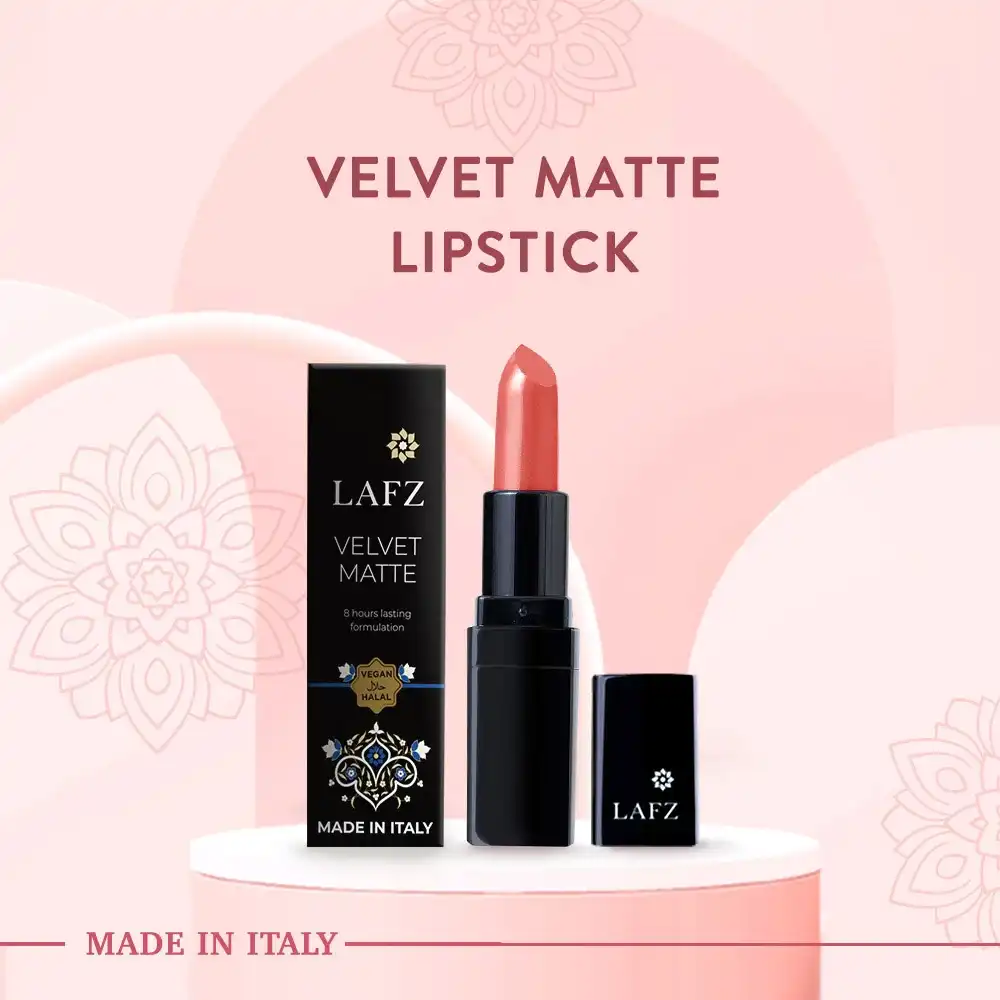 VELVET MATTE
LIPSTICK
LAFZ
VELVET
MATTE
8 hours lasting
formulation
VEGAN
حلال
HALAL
MADE IN ITALY
LAFZ
MADE IN ITALY